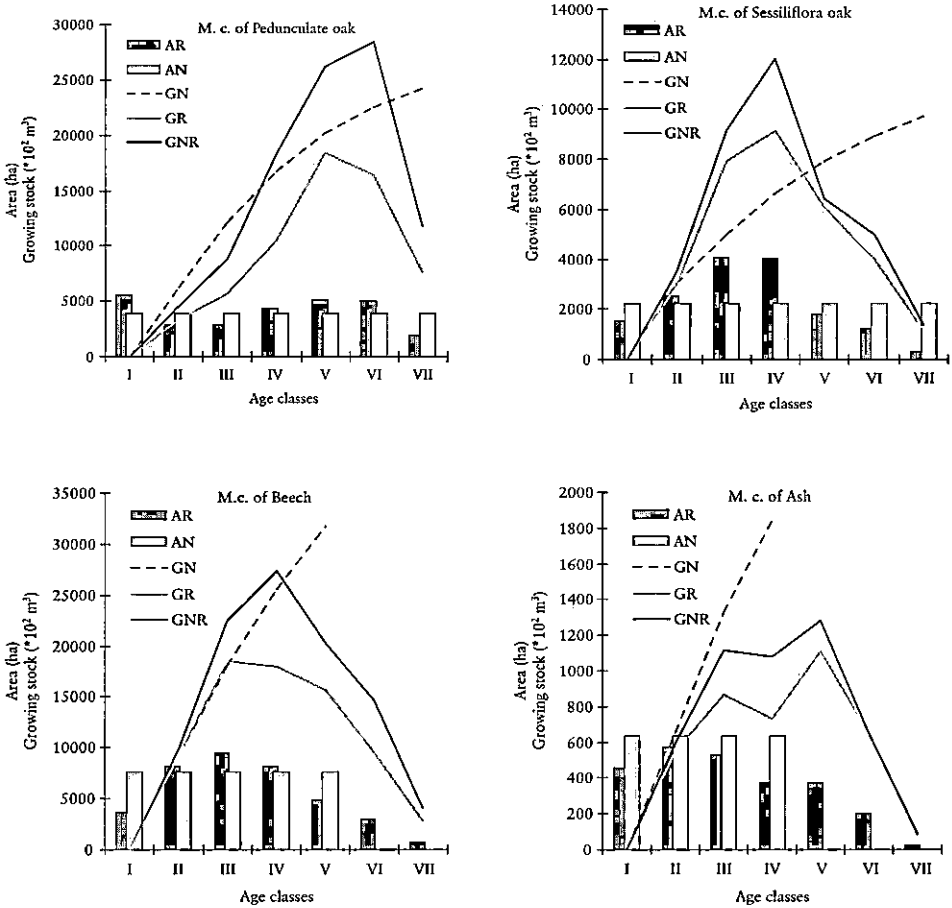 M. c. of Pedunculate oak
AR
AN
GN
GR
GNR
Area (ha)
Growing stock (*10² m³)
30000
25000
20000
15000
10000
5000
0
I II III IV V VI VII
Age classes
M.c. of Sessiliflora oak
AR
AN
GN
GR
GNR
Area (ha)
Growing stock (*10² m³)
14000
12000
10000
8000
6000
4000
2000
0
I II III IV V VI VII
Age classes
M.c. of Beech
AR
AN
GN
GR
GNR
Area (ha)
Growing stock (*10² m³)
35000
30000
25000
20000
15000
10000
5000
0
I II III IV V VI VII
Age classes
M. c. of Ash
AR
AN
GN
GR
GNR
Area (ha)
Growing stock (*10² m³)
2000
1800
1600
1400
1200
1000
800
600
400
200
0
I II III IV V VI VII
Age classes